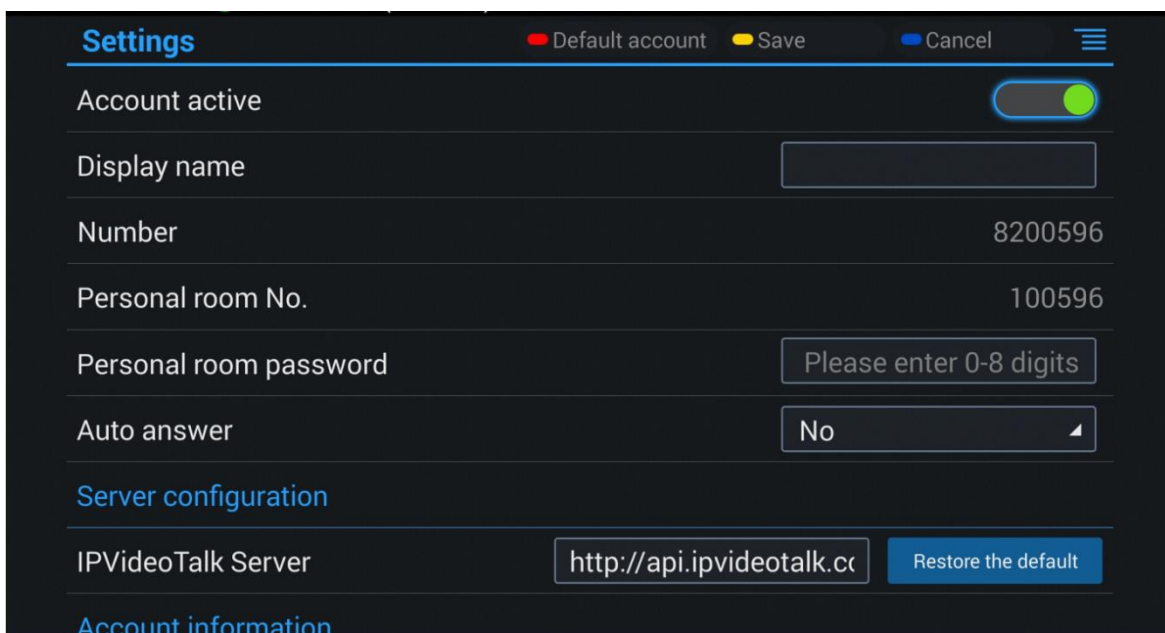 Settings Default account Save Cancel
Account active
Display name
Number 8200596
Personal room No. 100596
Personal room password Please enter 0-8 digits
Auto answer No
Server configuration
IPVideoTalk Server http://api.ipvideotalk.cc Restore the default
Account information